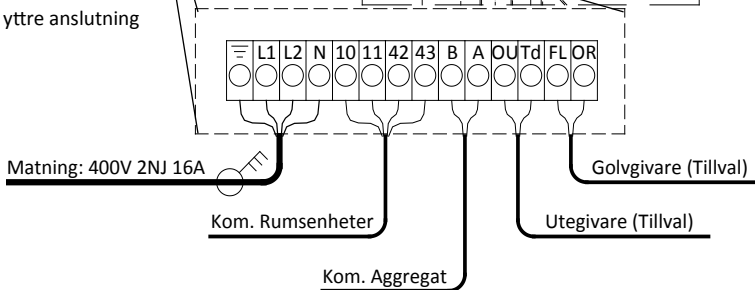 yttre anslutning
L1 L2 N 10 11 42 43 B A OU Td FL OR
Matning: 400V 2NJ 16A
Golvgivare (Tillval)
Kom. Rumsenheter
Utegivare (Tillval)
Kom. Aggregat